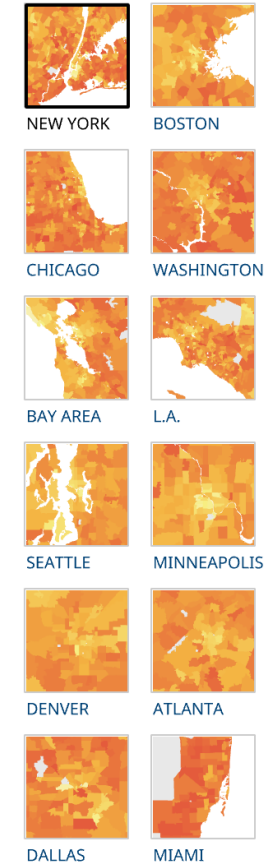 NEW YORK
BOSTON
CHICAGO
WASHINGTON
BAY AREA
L.A.
SEATTLE
MINNEAPOLIS
DENVER
ATLANTA
DALLAS
MIAMI